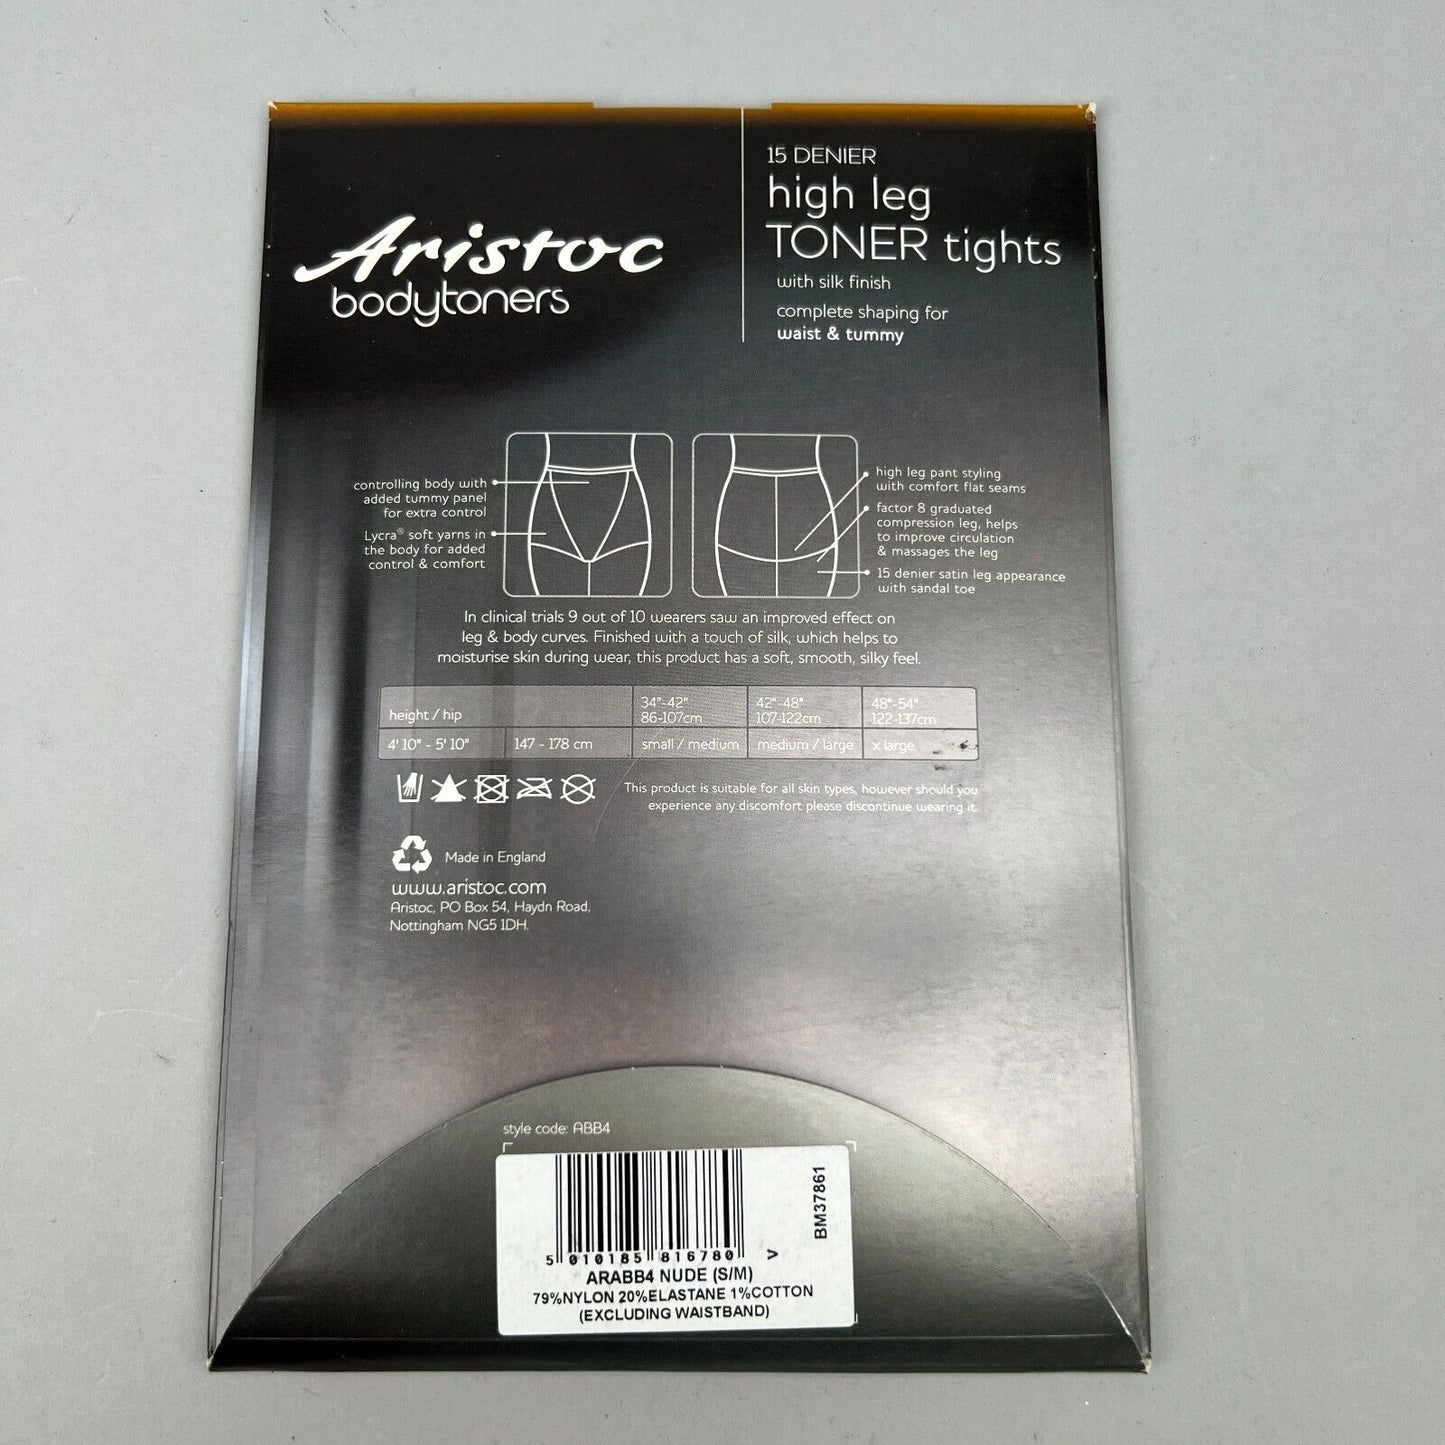 Aristoc
bodytoners
15 DENIER
high leg
TONER tights
with silk finish
complete shaping for
waist & tummy
controlling body with
added tummy panel
for extra control
Lycra® soft yarns in
the body for added
control & comfort
high leg pant styling
with comfort flat seams
factor 8 graduated
compression leg, helps
to improve circulation
& massages the leg
15 denier satin leg appearance
with sandal toe
In clinical trials 9 out of 10 wearers saw an improved effect on
leg & body curves. Finished with a touch of silk, which helps to
moisturise skin during wear, this product has a soft, smooth, silky feel.
height / hip
34"-42"
86-107cm
42"-48"
107-122cm
48"-54"
122-137cm
4' 10" - 5' 10"
147 - 178 cm
small / medium
medium / large
x large
This product is suitable for all skin types, however should you
experience any discomfort please discontinue wearing it.
Made in England
www.aristoc.com
Aristoc, PO Box 54, Haydn Road,
Nottingham NG5 1DH.
style code: ABB4
5 010185 816780 V
BM37861
ARABB4 NUDE (S/M)
79%NYLON 20%ELASTANE 1%COTTON
(EXCLUDING WAISTBAND)